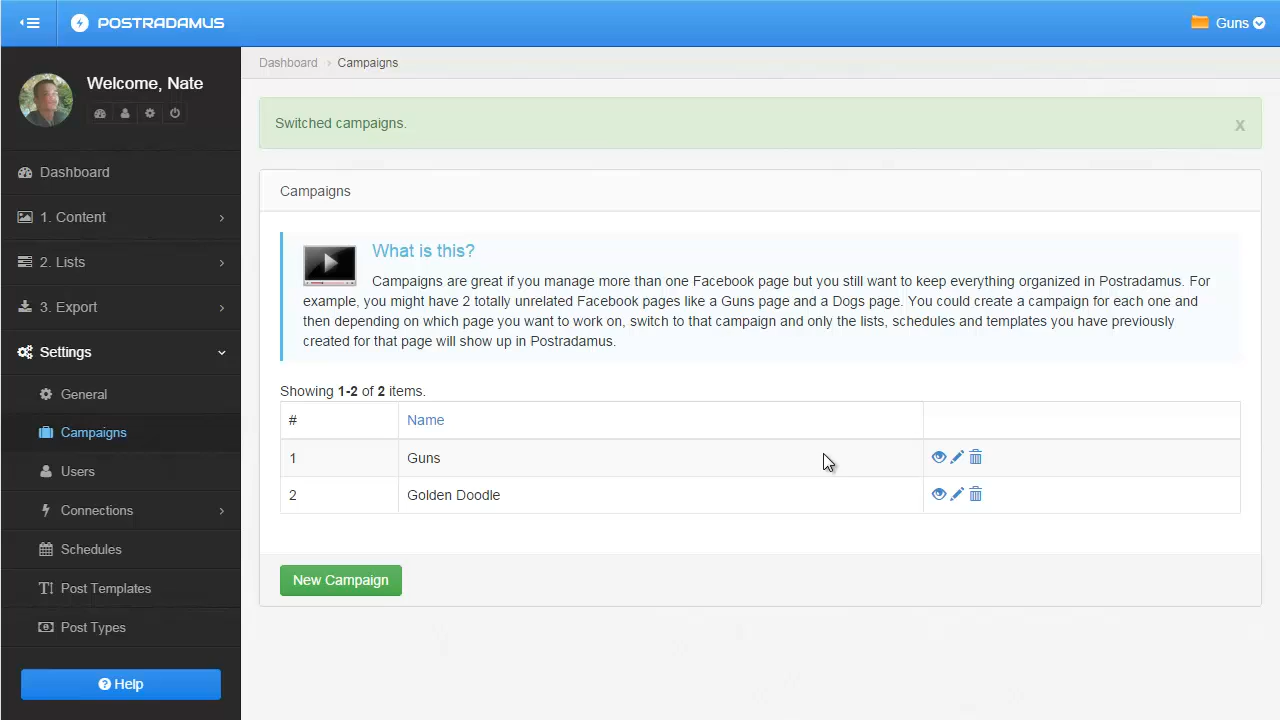 POSTRADAMUS
Guns
Welcome, Nate
Dashboard
1. Content
2. Lists
3. Export
Settings
General
Campaigns
Users
Connections
Schedules
Post Templates
Post Types
Help
Dashboard › Campaigns
Switched campaigns.
x
Campaigns
What is this?
Campaigns are great if you manage more than one Facebook page but you still want to keep everything organized in Postradamus. For
example, you might have 2 totally unrelated Facebook pages like a Guns page and a Dogs page. You could create a campaign for each one and
then depending on which page you want to work on, switch to that campaign and only the lists, schedules and templates you have previously
created for that page will show up in Postradamus.
Showing 1-2 of 2 items.
# Name
1 Guns
2 Golden Doodle
New Campaign